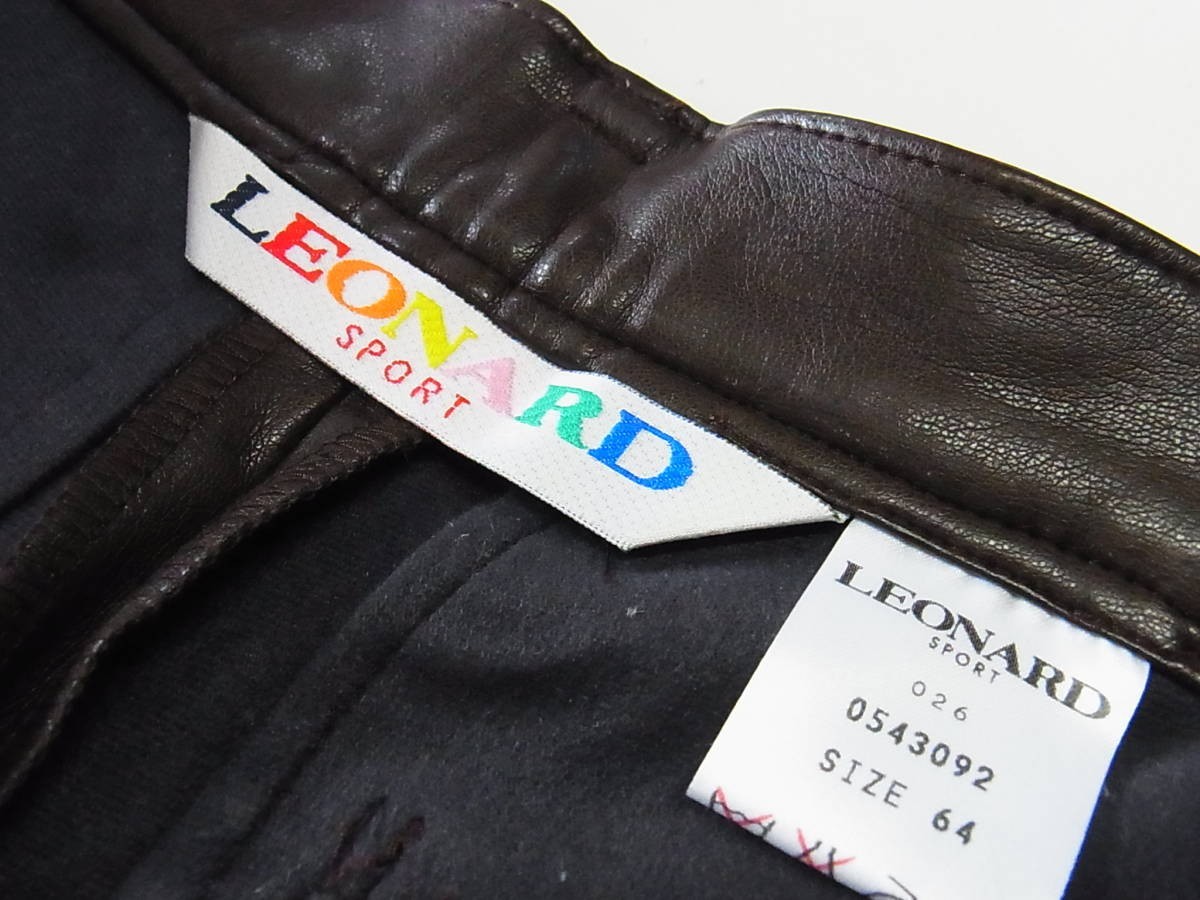 LEONARD
SPORT
LEONARD
SPORT
026
0543092
SIZE 64